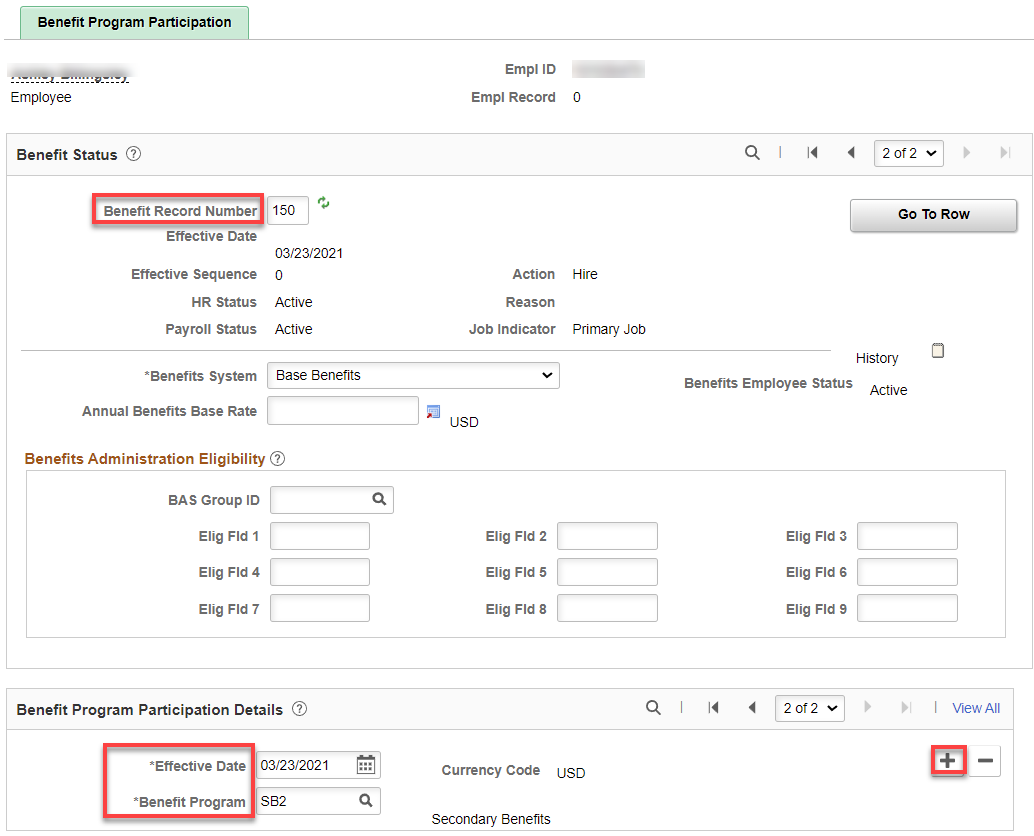 Benefit Program Participation
Empl ID
Employee Empl Record 0
Benefit Status ? 2 of 2
Benefit Record Number 150 Go To Row
Effective Date
03/23/2021
Effective Sequence 0 Action Hire
HR Status Active Reason
Payroll Status Active Job Indicator Primary Job
History
*Benefits System Base Benefits
Benefits Employee Status Active
Annual Benefits Base Rate USD
Benefits Administration Eligibility ?
BAS Group ID
Elig Fld 1 Elig Fld 2 Elig Fld 3
Elig Fld 4 Elig Fld 5 Elig Fld 6
Elig Fld 7 Elig Fld 8 Elig Fld 9
Benefit Program Participation Details ? 2 of 2 View All
*Effective Date 03/23/2021 Currency Code USD
*Benefit Program SB2
Secondary Benefits